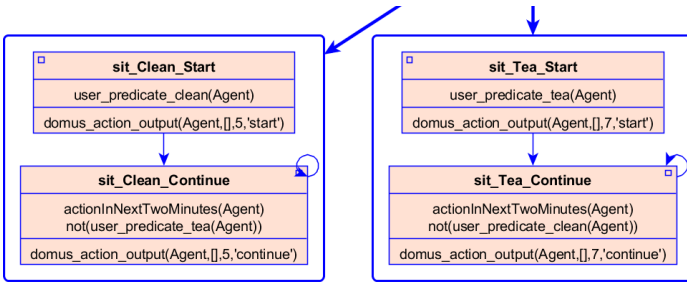 sit_Clean_Start
user_predicate_clean(Agent)
domus_action_output(Agent,[],5,'start')
sit_Clean_Continue
actionInNextTwoMinutes(Agent)
not(user_predicate_tea(Agent))
domus_action_output(Agent,[],5,'continue')
sit_Tea_Start
user_predicate_tea(Agent)
domus_action_output(Agent,[],7,'start')
sit_Tea_Continue
actionInNextTwoMinutes(Agent)
not(user_predicate_clean(Agent))
domus_action_output(Agent,[],7,'continue')